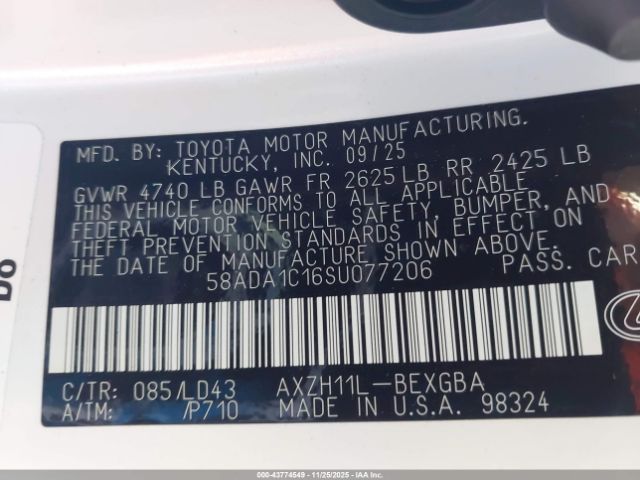 MFD. BY: TOYOTA MOTOR MANUFACTURING.
KENTUCKY, INC. 09/25
GVWR 4740 LB GAWR FR 2625 LB RR 2425 LB
THIS VEHICLE CONFORMS TO ALL APPLICABLE
FEDERAL MOTOR VEHICLE SAFETY, BUMPER, AND
THEFT PREVENTION STANDARDS IN EFFECT ON
THE DATE OF MANUFACTURE SHOWN ABOVE.
58ADA1C16SU077206 PASS. CAR
C/TR: 085/LD43 AXZH11L-BEXGBA
A/TM: /P710 MADE IN U.S.A. 98324
000-43774549 - 11/25/2025 - IAA Inc. / IAAI